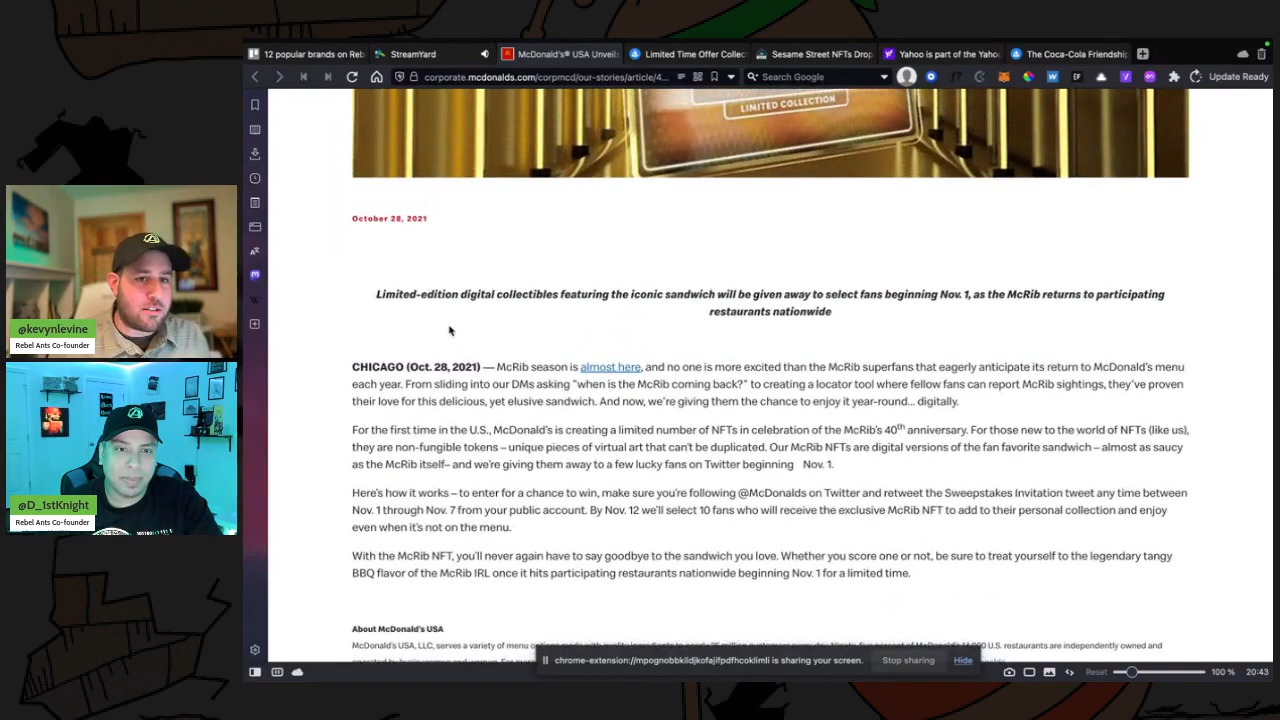 12 popular brands on Reb
StreamYard
McDonald's® USA Unveils
Limited Time Offer Collec
Sesame Street NFTs Drop
Yahoo is part of the Yaho
The Coca-Cola Friendship
corporate.mcdonalds.com/corpmcd/our-stories/article/4...
Search Google
Update Ready
LIMITED COLLECTION
October 28, 2021
Limited-edition digital collectibles featuring the iconic sandwich will be given away to select fans beginning Nov. 1, as the McRib returns to participating
restaurants nationwide
CHICAGO (Oct. 28, 2021) — McRib season is almost here, and no one is more excited than the McRib superfans that eagerly anticipate its return to McDonald's menu
each year. From sliding into our DMs asking "when is the McRib coming back?" to creating a locator tool where fellow fans can report McRib sightings, they've proven
their love for this delicious, yet elusive sandwich. And now, we're giving them the chance to enjoy it year-round... digitally.
For the first time in the U.S., McDonald's is creating a limited number of NFTs in celebration of the McRib's 40th anniversary. For those new to the world of NFTs (like us),
they are non-fungible tokens – unique pieces of virtual art that can't be duplicated. Our McRib NFTs are digital versions of the fan favorite sandwich – almost as saucy
as the McRib itself– and we're giving them away to a few lucky fans on Twitter beginning Nov. 1.
Here's how it works – to enter for a chance to win, make sure you're following @McDonalds on Twitter and retweet the Sweepstakes Invitation tweet any time between
Nov. 1 through Nov. 7 from your public account. By Nov. 12 we'll select 10 fans who will receive the exclusive McRib NFT to add to their personal collection and enjoy
even when it's not on the menu.
With the McRib NFT, you'll never again have to say goodbye to the sandwich you love. Whether you score one or not, be sure to treat yourself to the legendary tangy
BBQ flavor of the McRib IRL once it hits participating restaurants nationwide beginning Nov. 1 for a limited time.
About McDonald's USA
McDonald's USA, LLC, serves a variety of menu options made with quality ingredients to nearly 25 million customers every day. Ninety-five percent of McDonald's 14,000 U.S. restaurants are independently owned and
chrome-extension://mpognobbkildjkofajifpdfhcoklimli is sharing your screen.
Stop sharing
Hide
Reset
100 %
20:43
@kevynlevine
Rebel Ants Co-founder
@D_1stKnight
Rebel Ants Co-founder